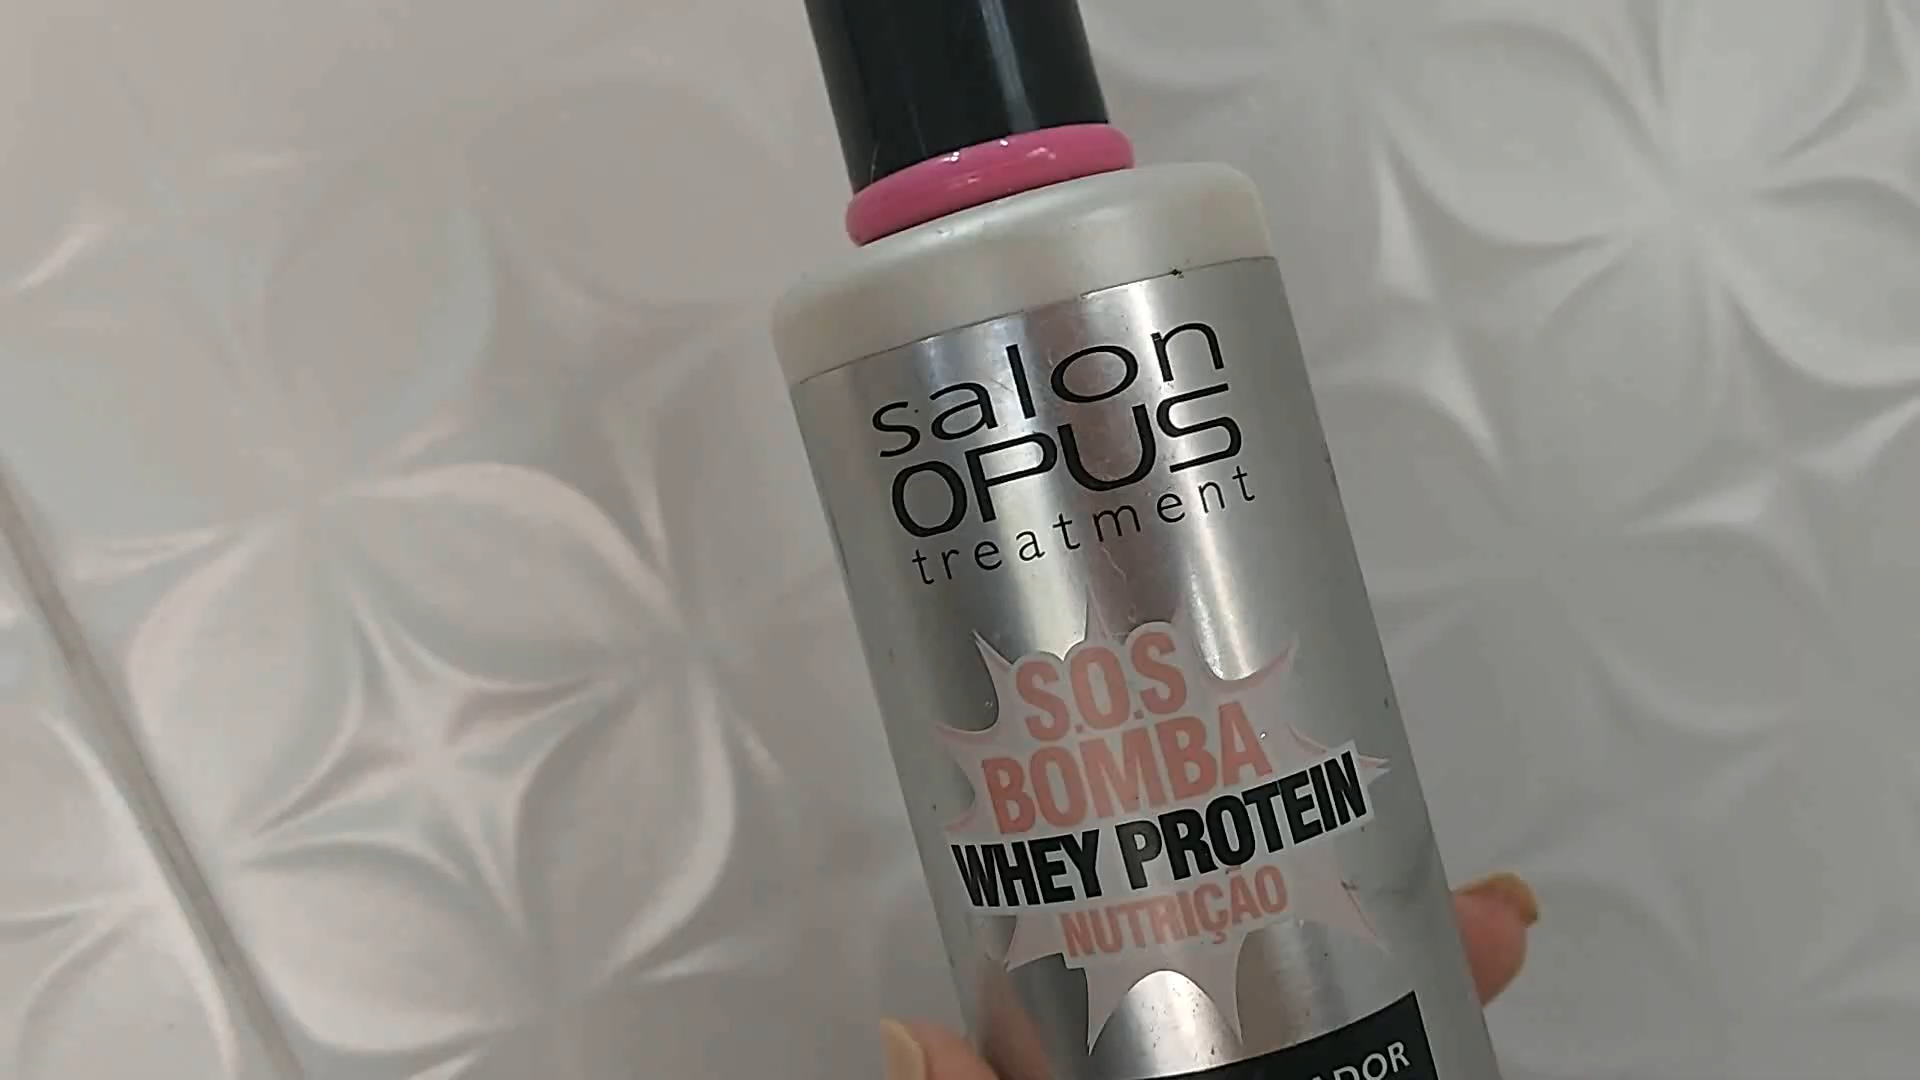 salon
OPUS
treatment
S.O.S
BOMBA
WHEY PROTEIN
NUTRIÇÃO